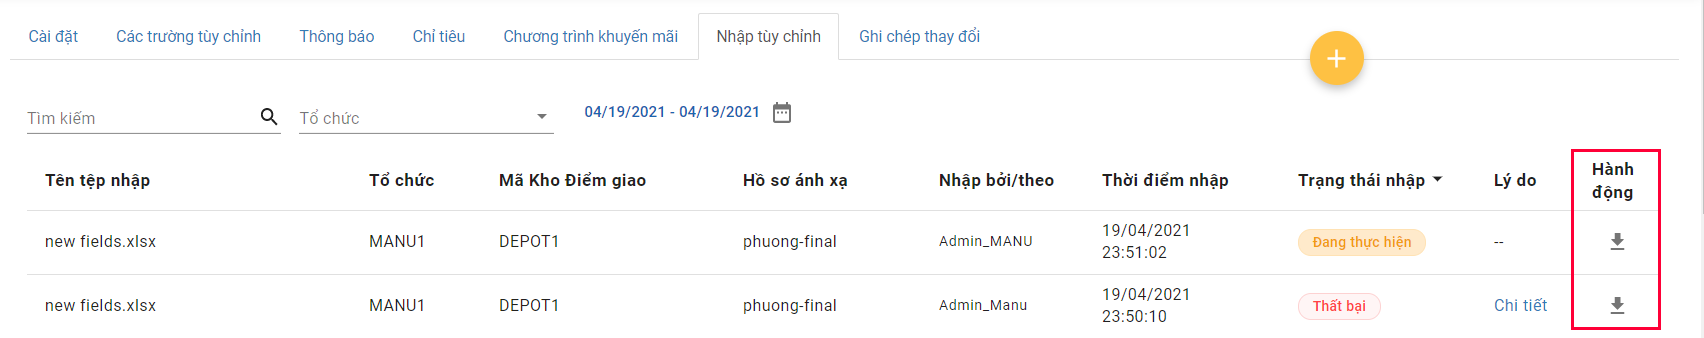 Cài đặt Các trường tùy chỉnh Thông báo Chỉ tiêu Chương trình khuyến mãi Nhập tùy chỉnh Ghi chép thay đổi
+
Tìm kiếm Tổ chức 04/19/2021 - 04/19/2021
Tên tệp nhập Tổ chức Mã Kho Điểm giao Hồ sơ ánh xạ Nhập bởi/theo Thời điểm nhập Trạng thái nhập Lý do Hành
động
new fields.xlsx MANU1 DEPOT1 phuong-final Admin_MANU 19/04/2021
23:51:02 Đang thực hiện --
new fields.xlsx MANU1 DEPOT1 phuong-final Admin_Manu 19/04/2021
23:50:10 Thất bại Chi tiết